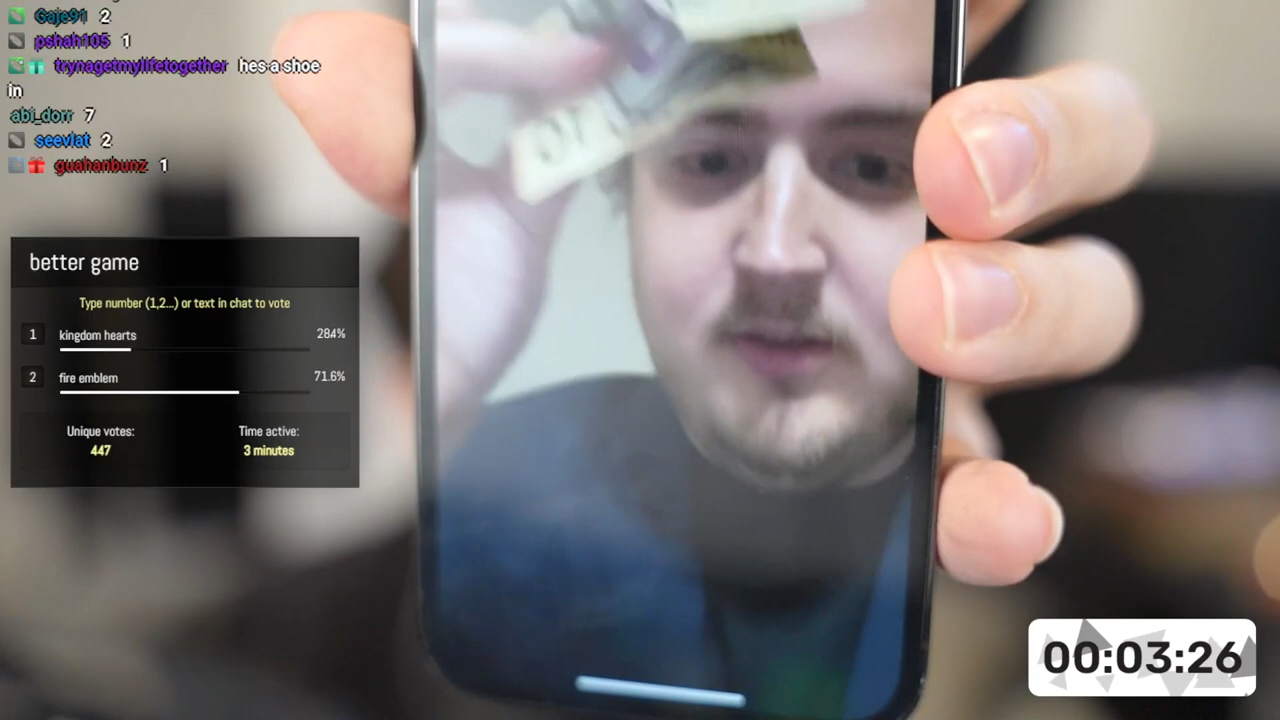 Gaje91 2
pshah105 1
trynagetmylifetogether hes a shoe
in
abi_dorr 7
seevlat 2
guahanbunz 1
better game
Type number (1,2...) or text in chat to vote
1 kingdom hearts 28.4%
2 fire emblem 71.6%
Unique votes: Time active:
447 3 minutes
00:03:26